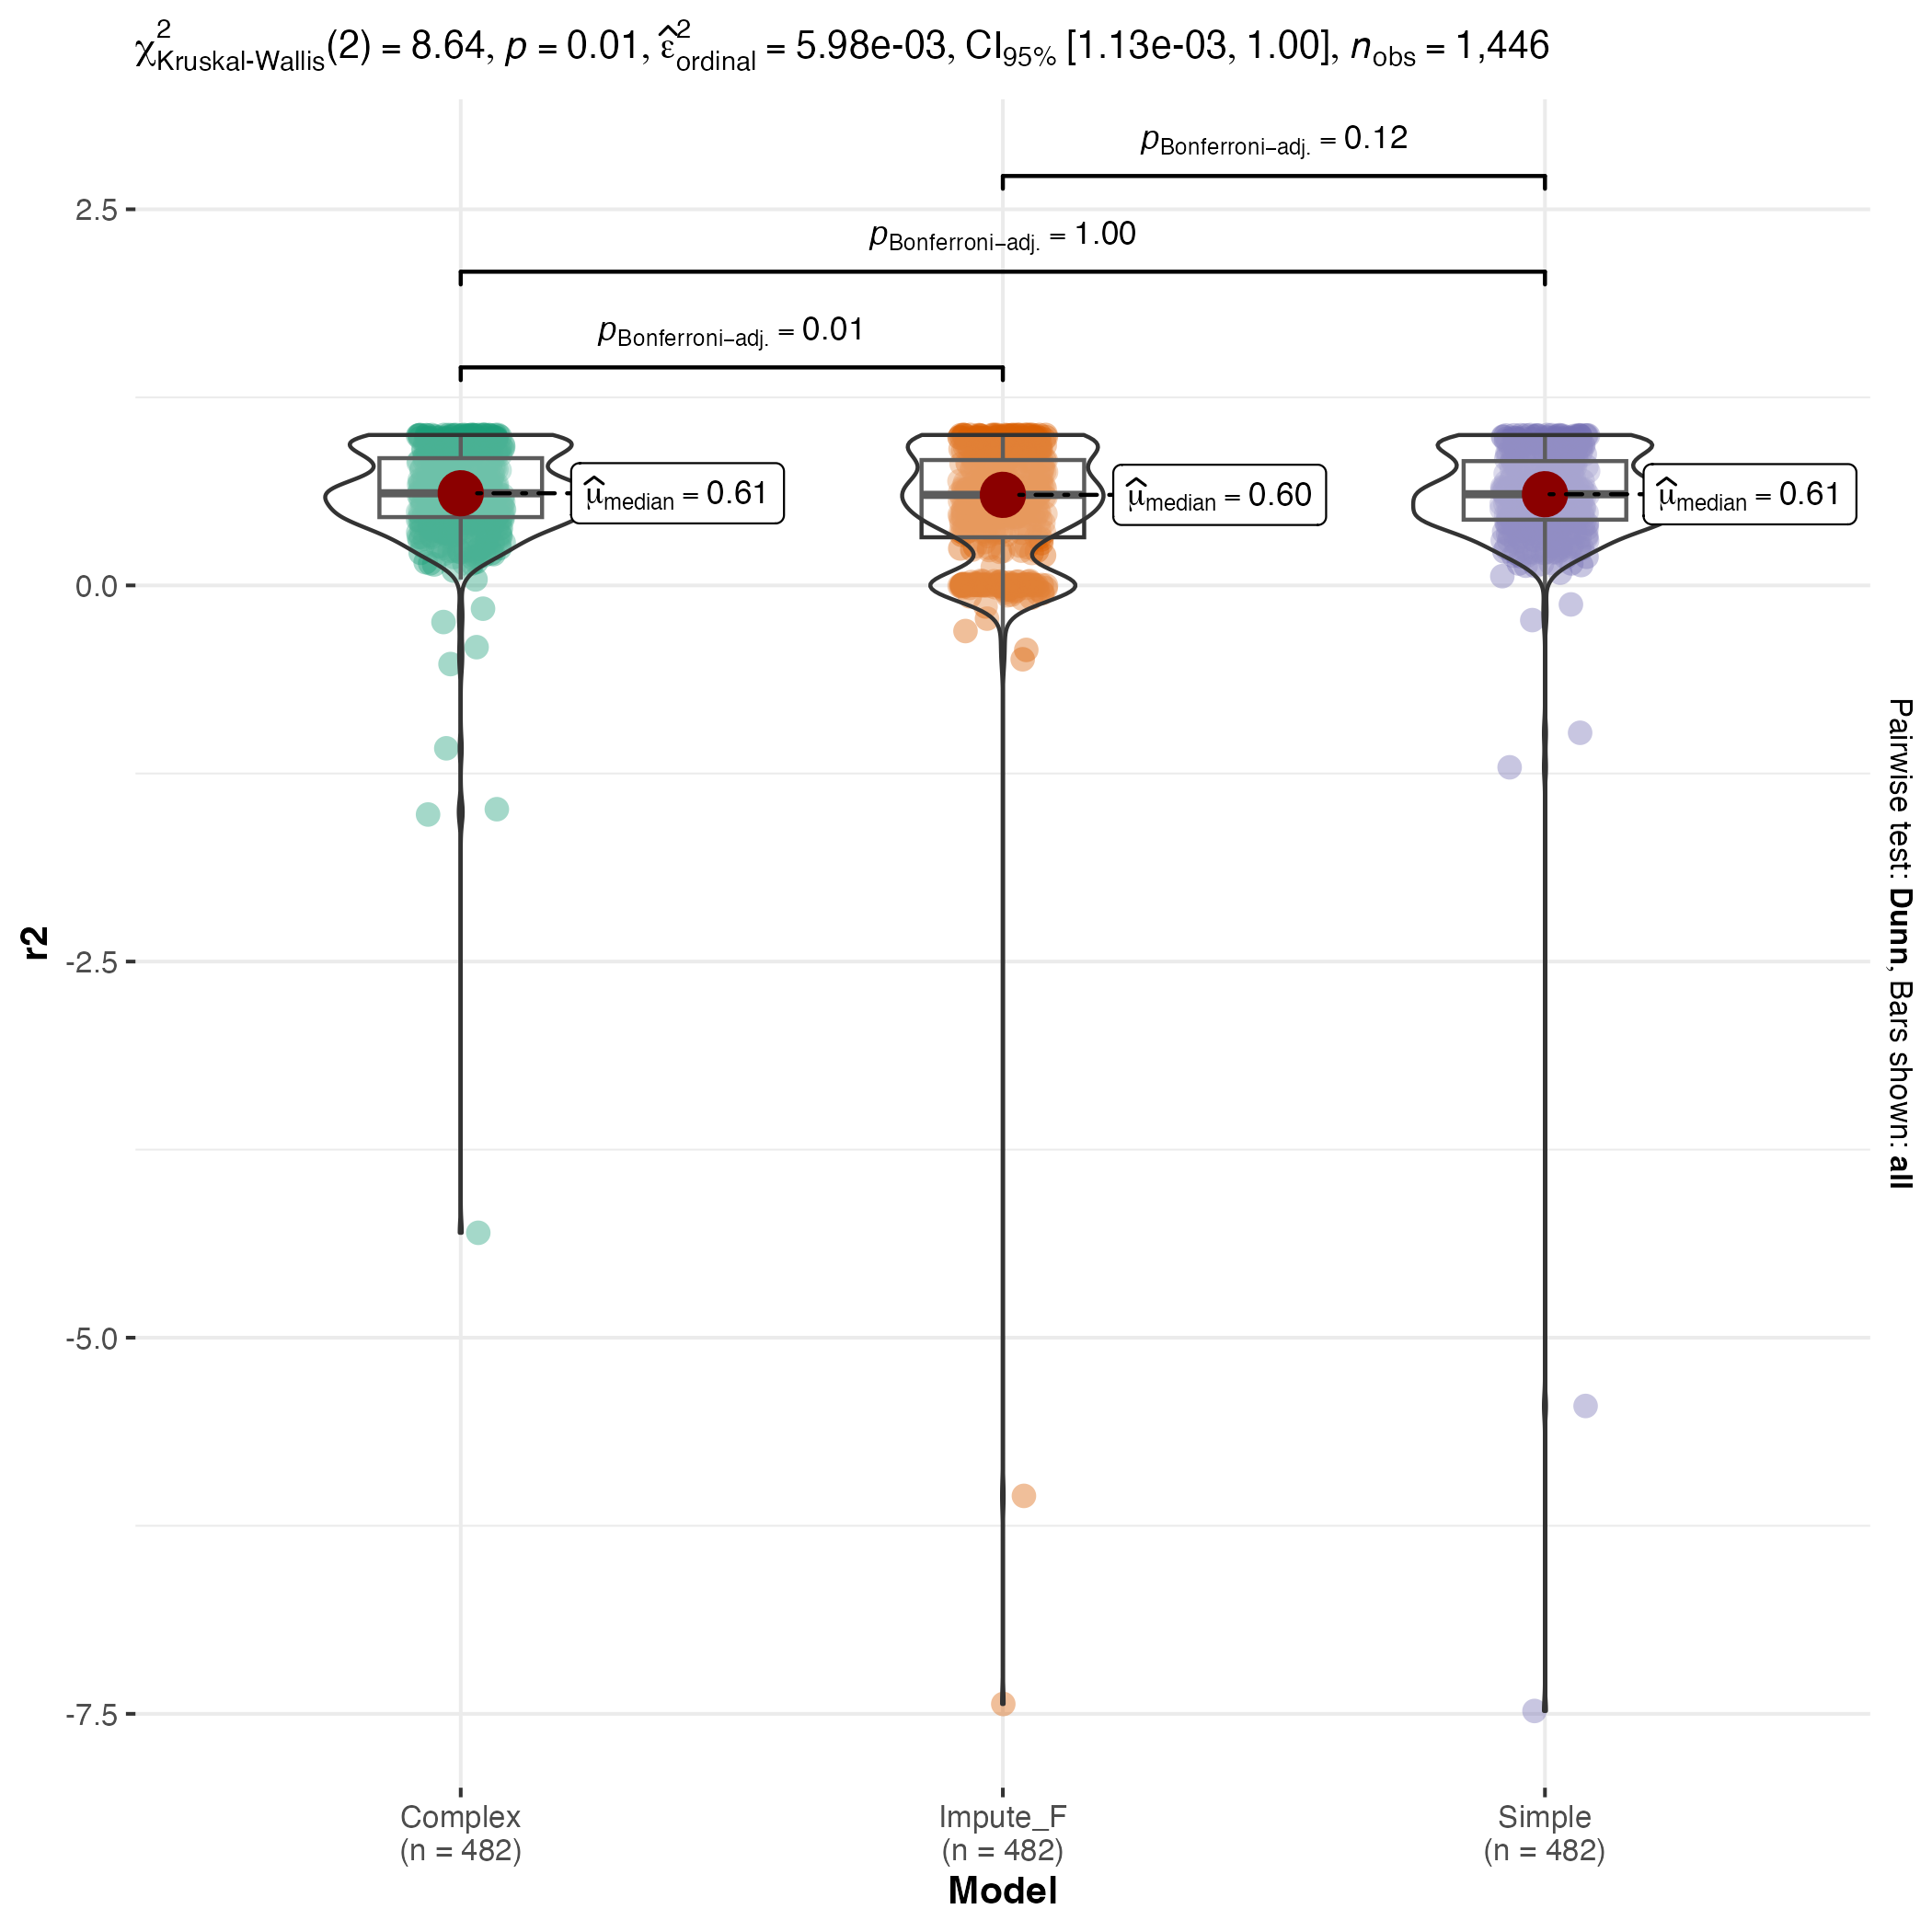 χ²Kruskal-Wallis(2) = 8.64, p = 0.01, ε̂²ordinal = 5.98e-03, CI95% [1.13e-03, 1.00], nobs = 1,446
pBonferroni−adj. = 0.12
2.5
pBonferroni−adj. = 1.00
pBonferroni−adj. = 0.01
μ̂median = 0.61
μ̂median = 0.60
μ̂median = 0.61
0.0
-2.5
-5.0
-7.5
r2
Pairwise test: Dunn, Bars shown: all
Complex
(n = 482)
Impute_F
(n = 482)
Simple
(n = 482)
Model